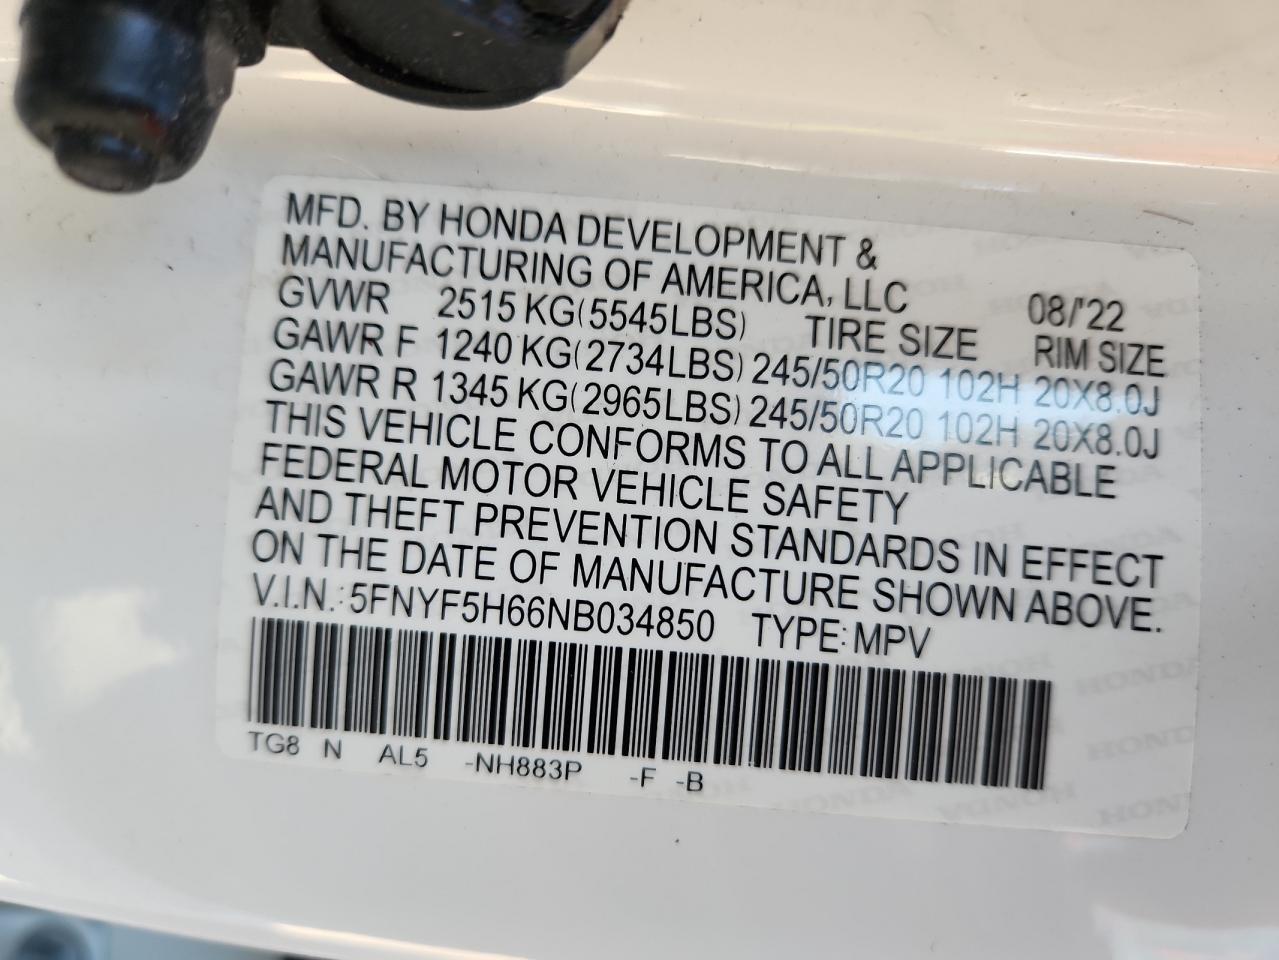 MFD. BY HONDA DEVELOPMENT &
MANUFACTURING OF AMERICA, LLC 08/'22
GVWR 2515 KG(5545LBS) TIRE SIZE RIM SIZE
GAWR F 1240 KG(2734LBS) 245/50R20 102H 20X8.0J
GAWR R 1345 KG(2965LBS) 245/50R20 102H 20X8.0J
THIS VEHICLE CONFORMS TO ALL APPLICABLE
FEDERAL MOTOR VEHICLE SAFETY
AND THEFT PREVENTION STANDARDS IN EFFECT
ON THE DATE OF MANUFACTURE SHOWN ABOVE.
V.I.N.: 5FNYF5H66NB034850 TYPE: MPV
TG8 N AL5 -NH883P -F -B